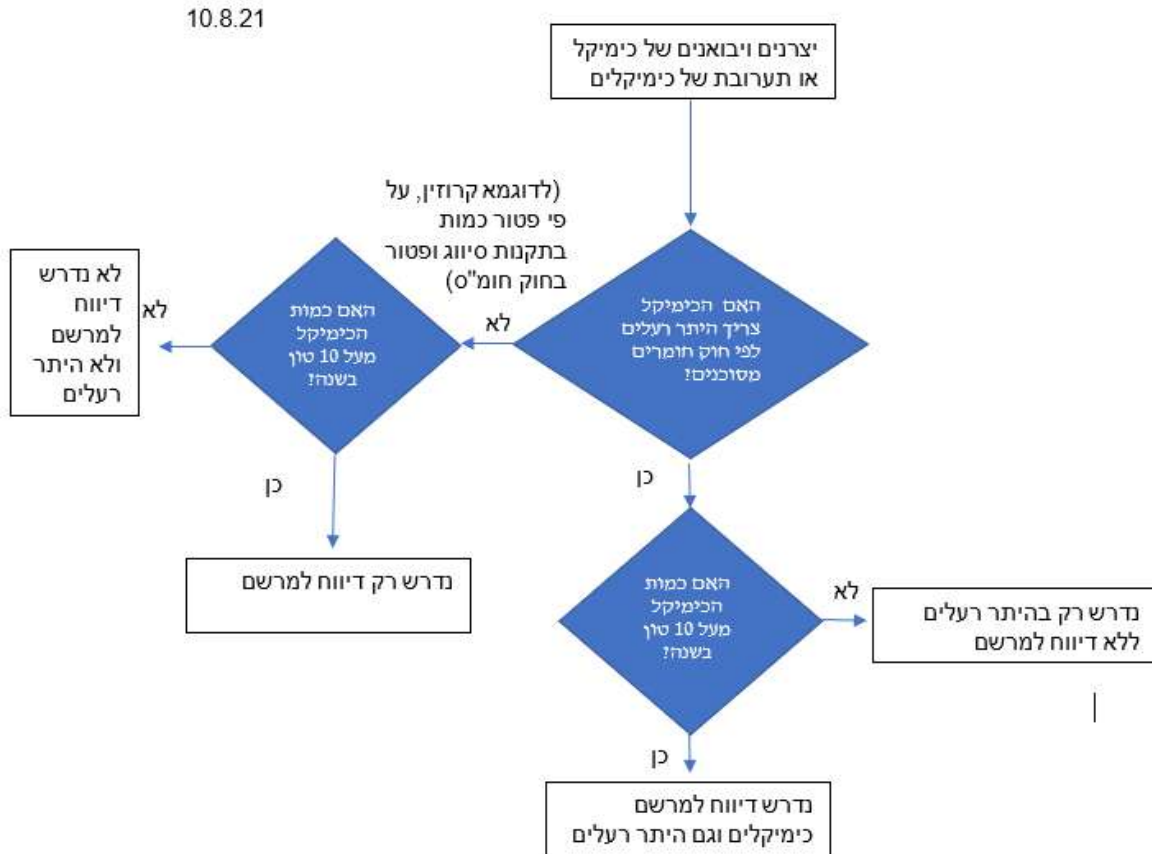 10.8.21
יצרנים ויבואנים של כימיקל
או תערובת של כימיקלים
(לדוגמא קרוזין, על
פי פטור כמות
בתקנות סיווג ופטור
בחוק חומ"ס)
האם הכימיקל
צריך היתר רעלים
לפי חוק חומרים
מסוכנים?
לא
האם כמות
הכימיקל
מעל 10 טון
בשנה?
לא
לא נדרש
דיווח
למרשם
ולא היתר
רעלים
כן
נדרש רק דיווח למרשם
כן
האם כמות
הכימיקל
מעל 10 טון
בשנה?
לא
נדרש רק בהיתר רעלים
ללא דיווח למרשם
כן
נדרש דיווח למרשם
כימיקלים וגם היתר רעלים